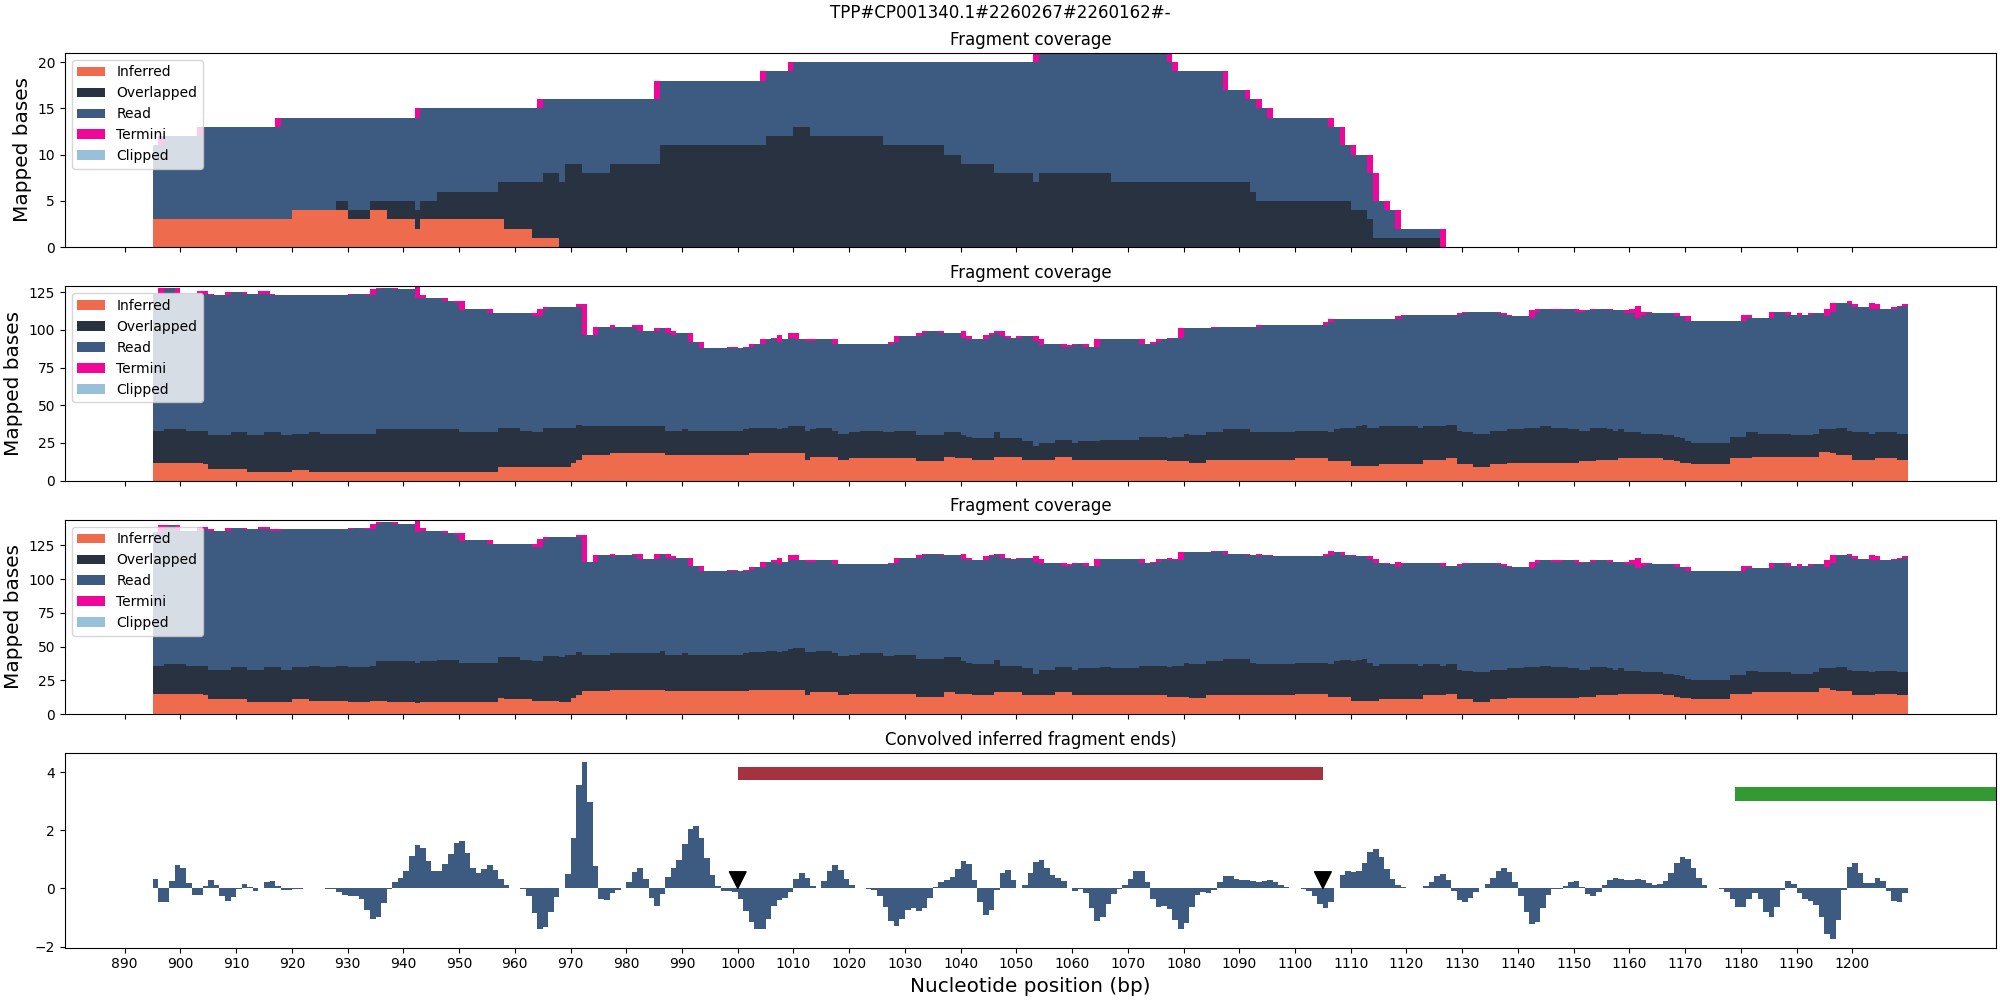 TPP#CP001340.1#2260267#2260162#-
Fragment coverage
Mapped bases
20
15
10
5
0
Inferred
Overlapped
Read
Termini
Clipped
Fragment coverage
Mapped bases
125
100
75
50
25
0
Inferred
Overlapped
Read
Termini
Clipped
Fragment coverage
Mapped bases
125
100
75
50
25
0
Inferred
Overlapped
Read
Termini
Clipped
Convolved inferred fragment ends)
4
2
0
−2
890 900 910 920 930 940 950 960 970 980 990 1000 1010 1020 1030 1040 1050 1060 1070 1080 1090 1100 1110 1120 1130 1140 1150 1160 1170 1180 1190 1200
Nucleotide position (bp)